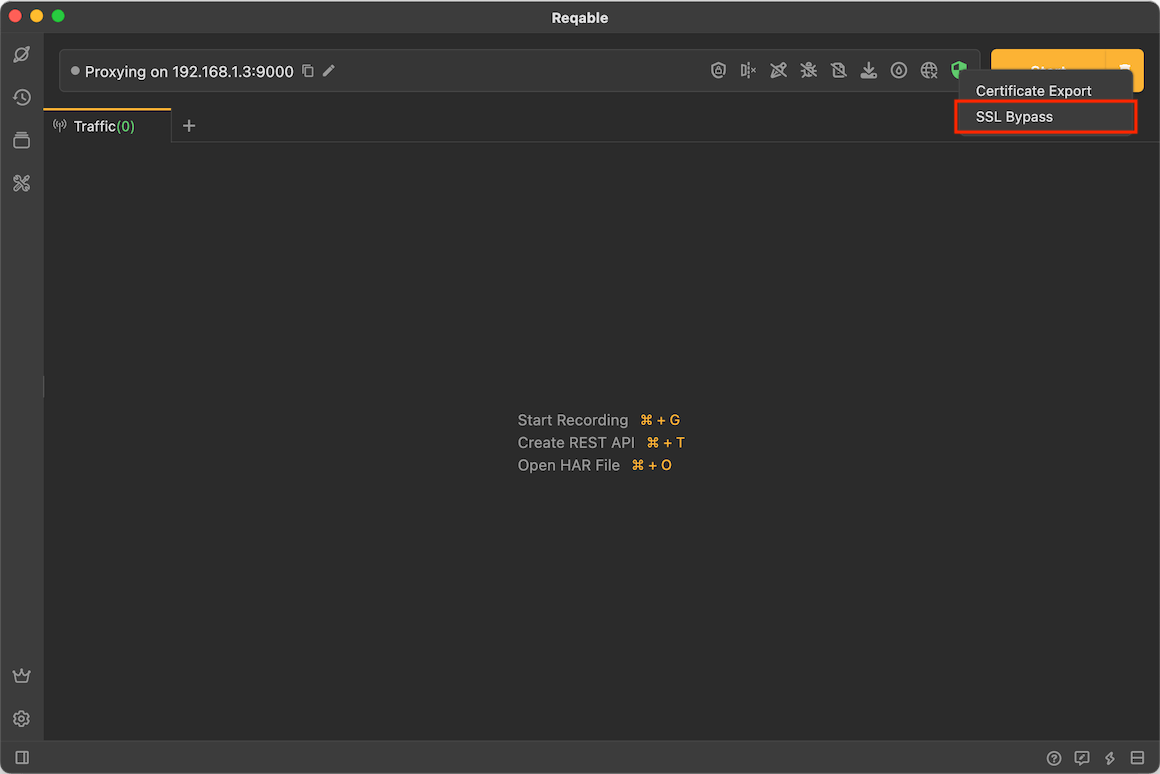 Reqable
Proxying on 192.168.1.3:9000
Certificate Export
SSL Bypass
Traffic(0)
Start Recording ⌘ + G
Create REST API ⌘ + T
Open HAR File ⌘ + O